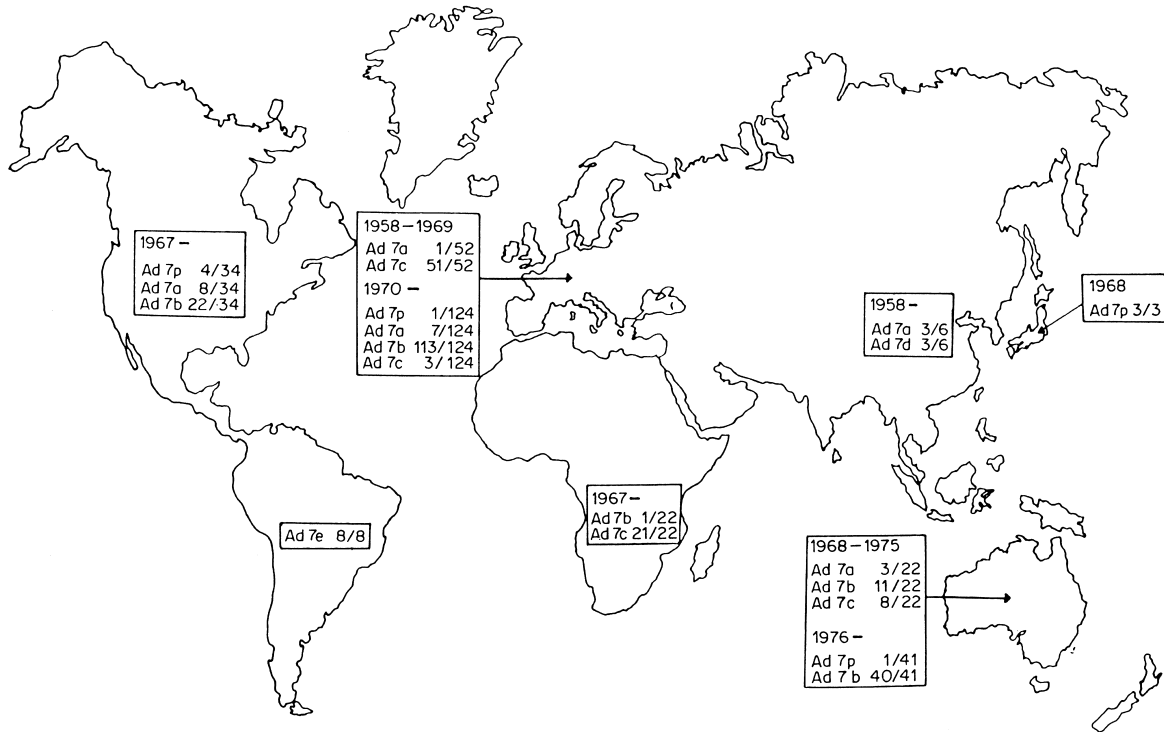 1967 –
Ad 7p 4/34
Ad 7a 8/34
Ad 7b 22/34
1958 – 1969
Ad 7a 1/52
Ad 7c 51/52
1970 –
Ad 7p 1/124
Ad 7a 7/124
Ad 7b 113/124
Ad 7c 3/124
1958 –
Ad 7a 3/6
Ad 7d 3/6
1968
Ad 7p 3/3
Ad 7e 8/8
1967 –
Ad 7b 1/22
Ad 7c 21/22
1968 – 1975
Ad 7a 3/22
Ad 7b 11/22
Ad 7c 8/22
1976 –
Ad 7p 1/41
Ad 7b 40/41